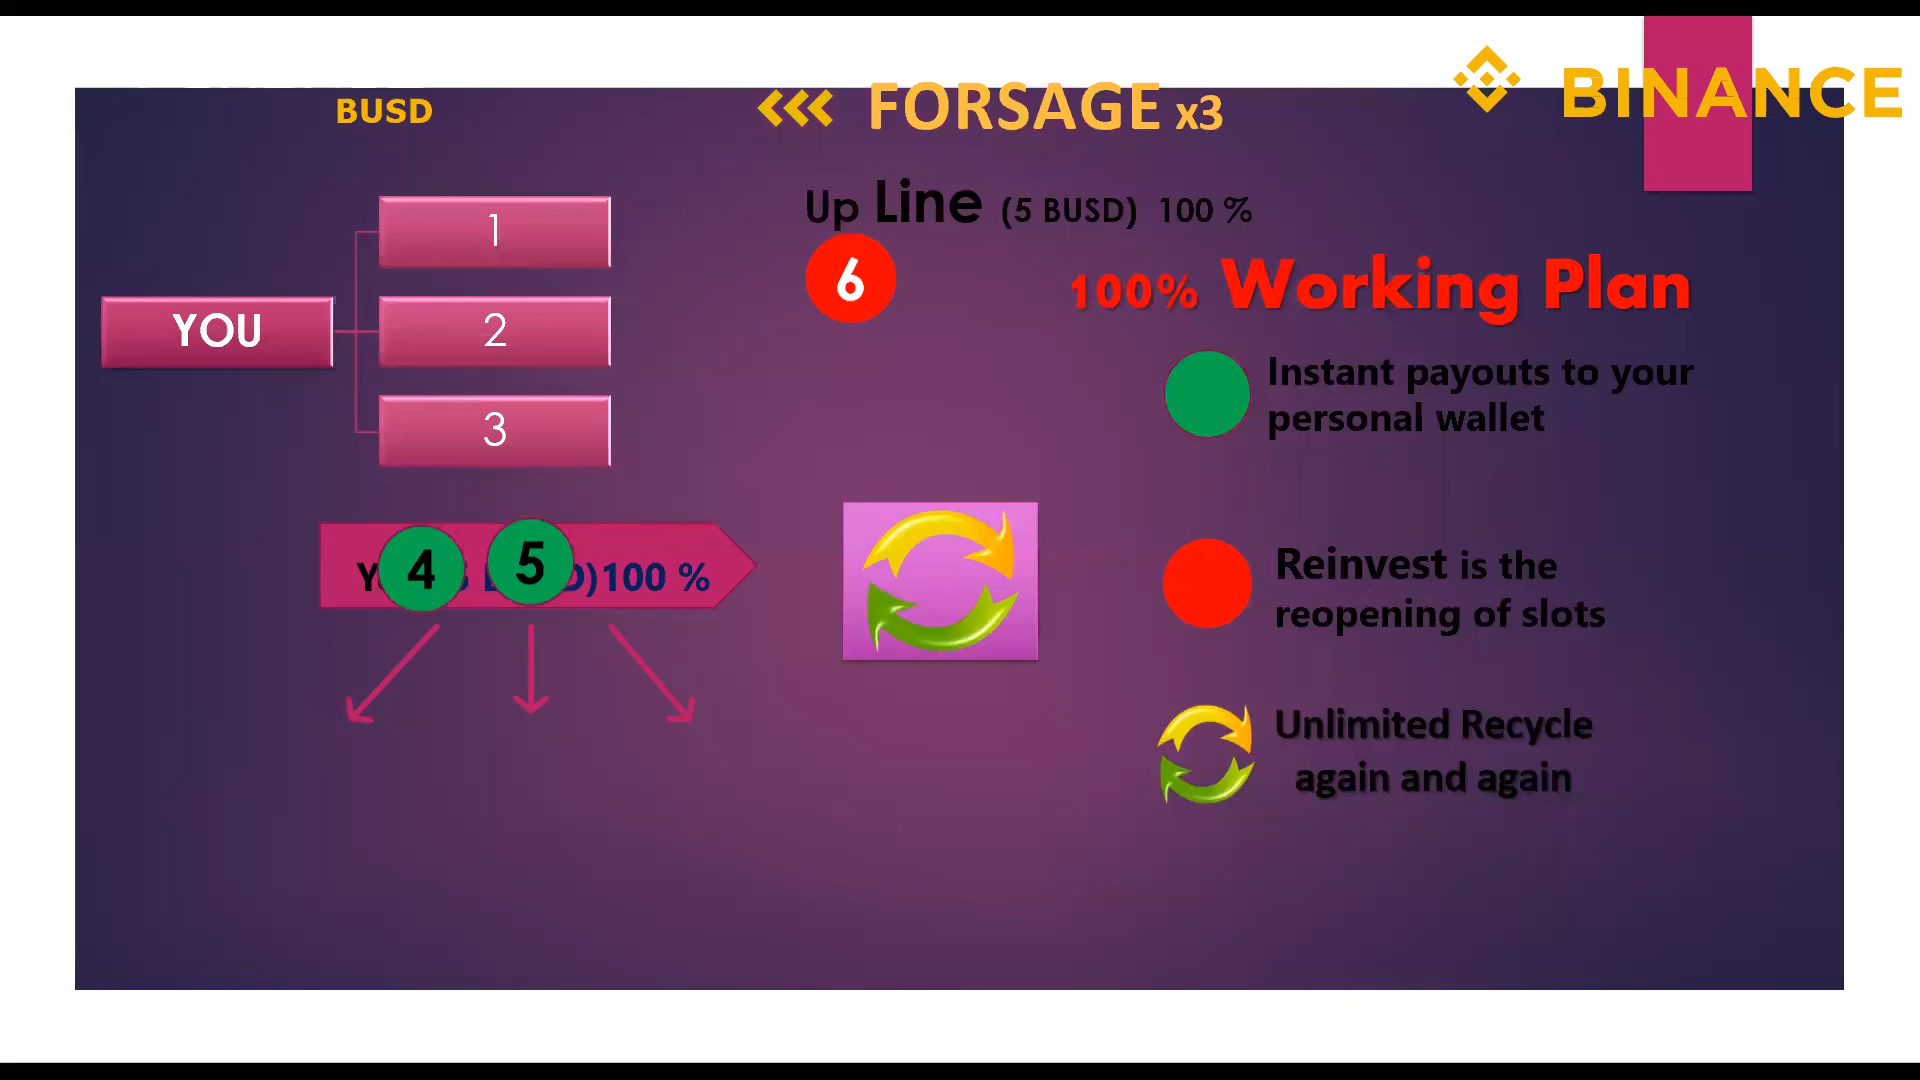 BUSD
FORSAGE x3
BINANCE
Up Line (5 BUSD) 100 %
6
100% Working Plan
YOU
1
2
3
Instant payouts to your
personal wallet
4
5
)100 %
Reinvest is the
reopening of slots
Unlimited Recycle
again and again